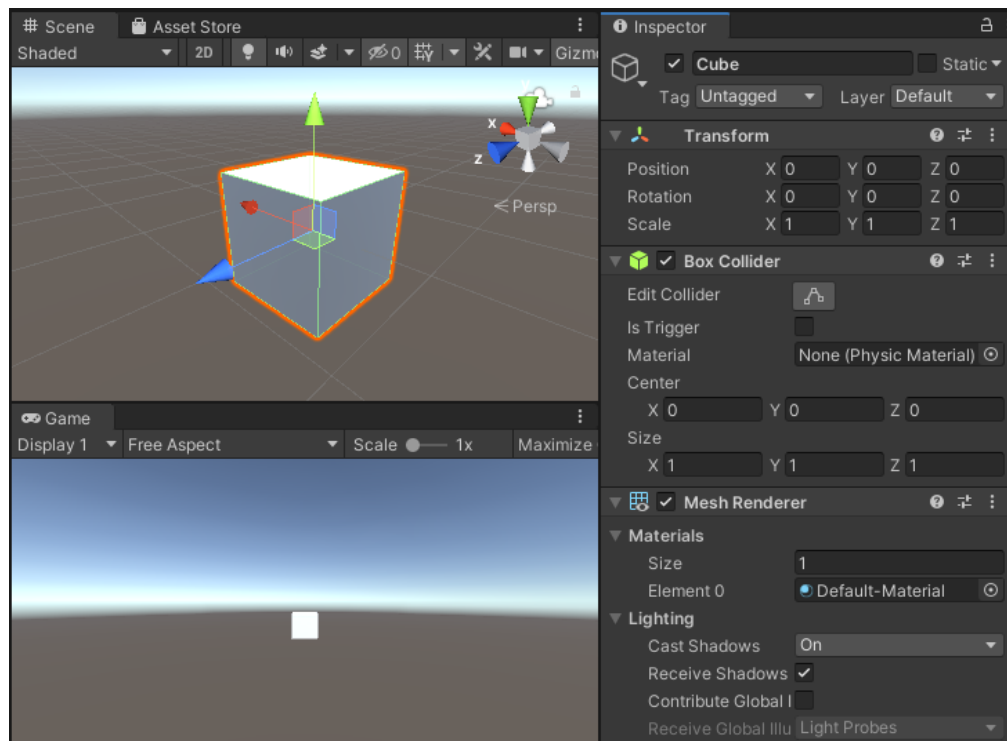 Scene Asset Store
Shaded 2D 0 Gizm
X
Z
Persp
Game
Display 1 Free Aspect Scale 1x Maximize
Inspector
Cube Static
Tag Untagged Layer Default
Transform
Position X 0 Y 0 Z 0
Rotation X 0 Y 0 Z 0
Scale X 1 Y 1 Z 1
Box Collider
Edit Collider
Is Trigger
Material None (Physic Material)
Center
X 0 Y 0 Z 0
Size
X 1 Y 1 Z 1
Mesh Renderer
Materials
Size 1
Element 0 Default-Material
Lighting
Cast Shadows On
Receive Shadows
Contribute Global I
Receive Global Illu Light Probes